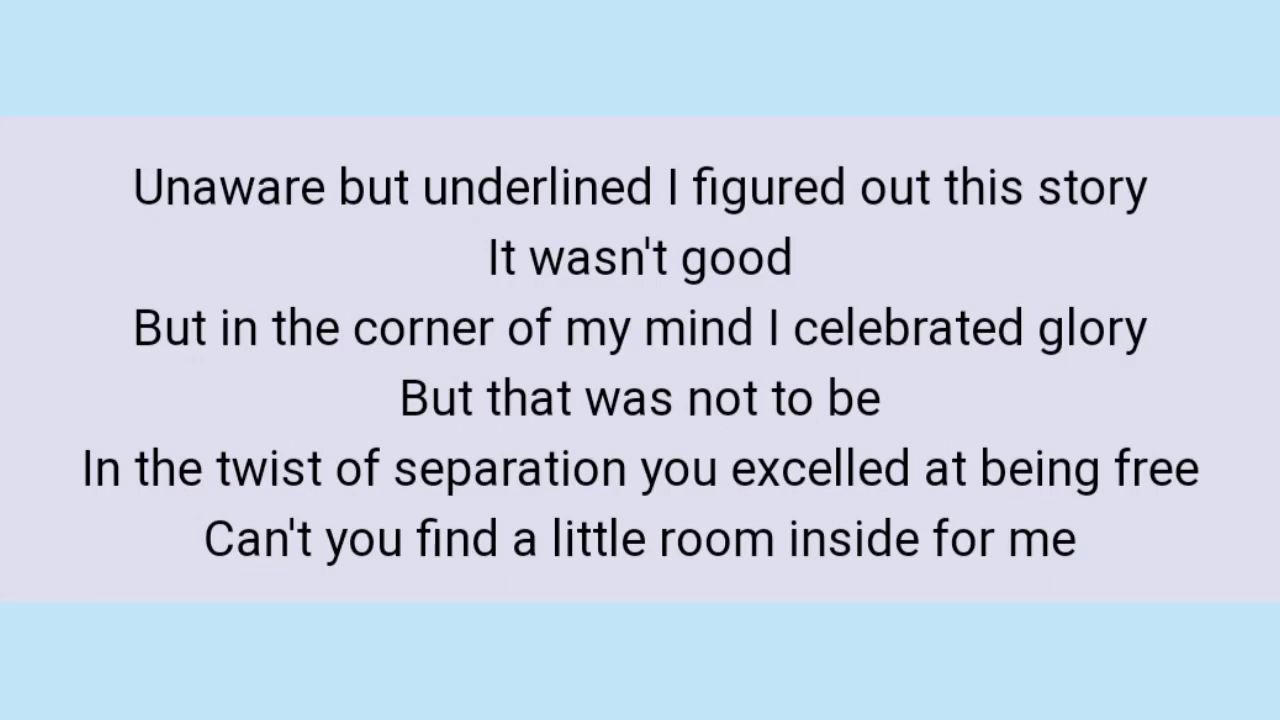 Unaware but underlined I figured out this story
It wasn't good
But in the corner of my mind I celebrated glory
But that was not to be
In the twist of separation you excelled at being free
Can't you find a little room inside for me